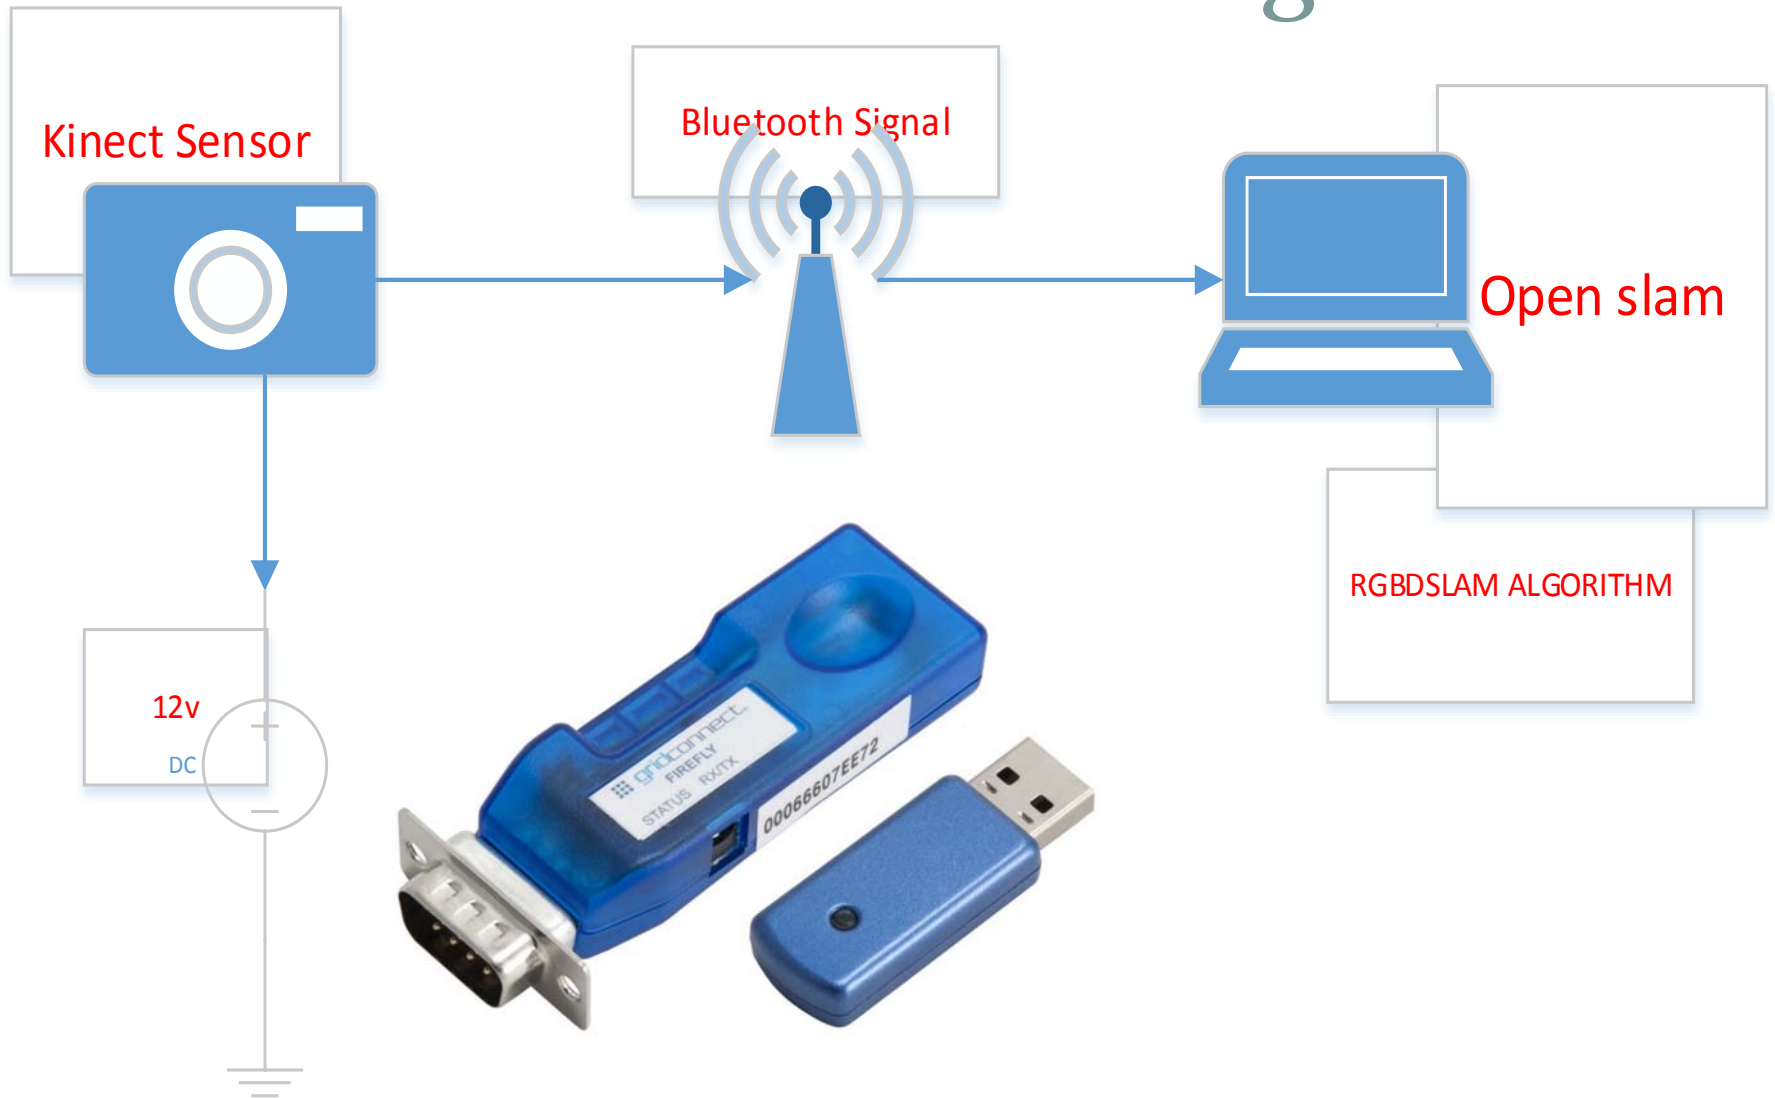 g
Kinect Sensor
Bluetooth Signal
Open slam
RGBDSLAM ALGORITHM
12v
DC
gridconnect.
FIREFLY
STATUS RX/TX
00066607EE72